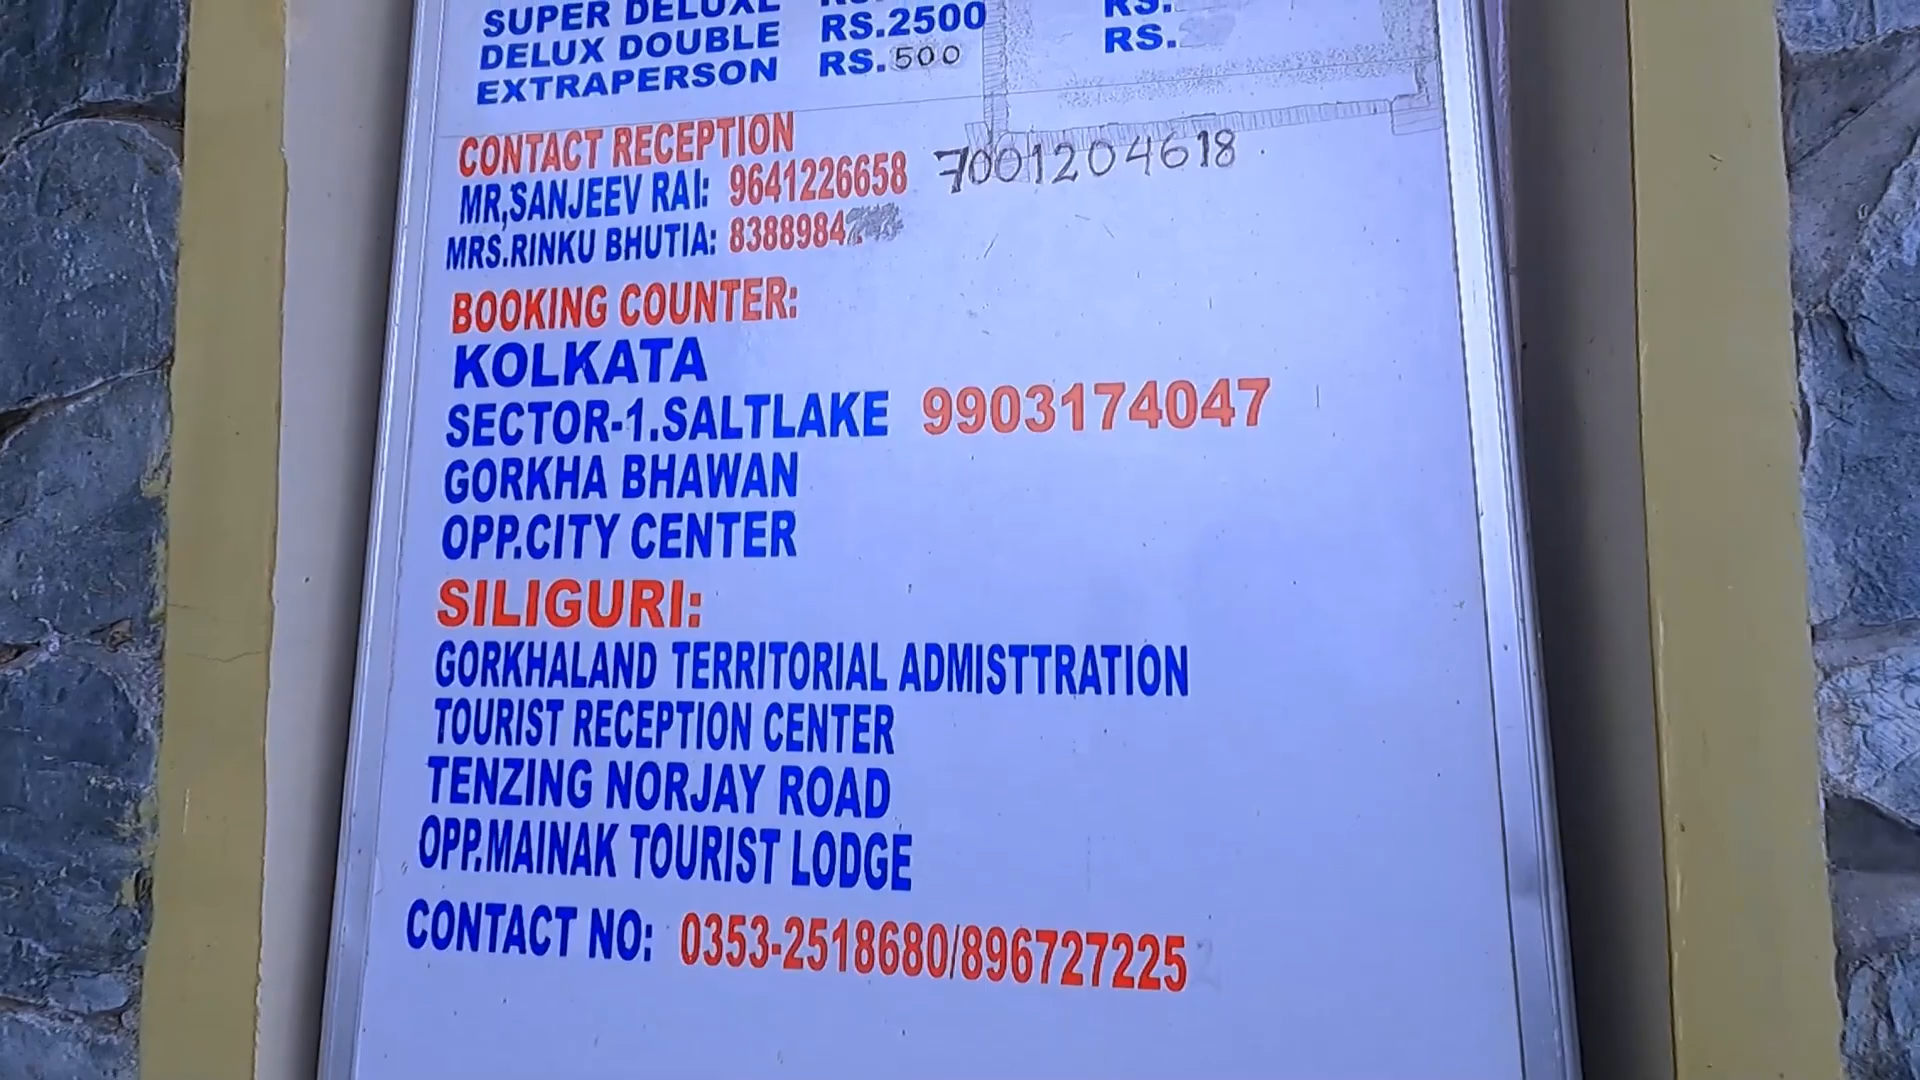 SUPER DELUXE RS.
DELUX DOUBLE RS.2500 RS.
EXTRAPERSON RS.500 RS.
CONTACT RECEPTION
MR,SANJEEV RAI: 9641226658 7001204618
MRS.RINKU BHUTIA: 8388984
BOOKING COUNTER:
KOLKATA
SECTOR-1.SALTLAKE 9903174047
GORKHA BHAWAN
OPP.CITY CENTER
SILIGURI:
GORKHALAND TERRITORIAL ADMISTTRATION
TOURIST RECEPTION CENTER
TENZING NORJAY ROAD
OPP.MAINAK TOURIST LODGE
CONTACT NO: 0353-2518680/896727225